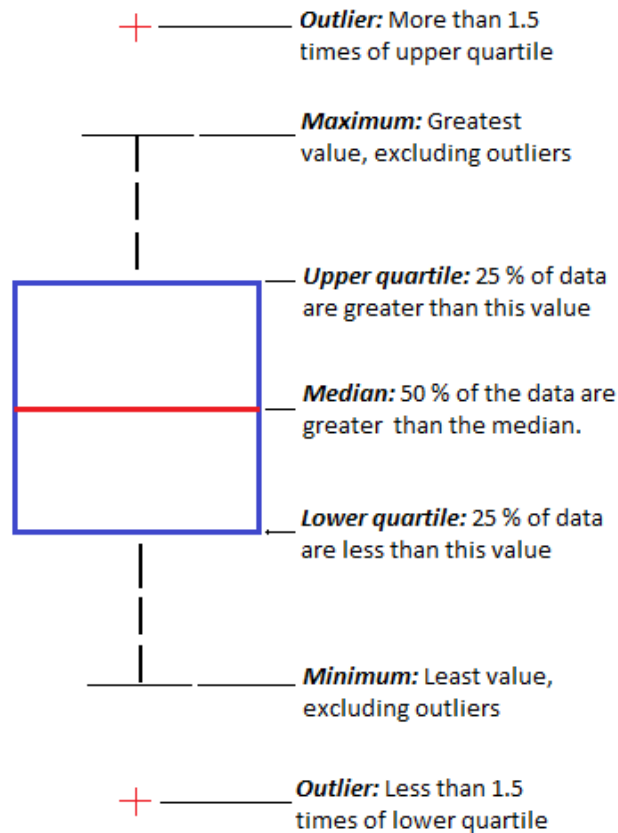 Outlier: More than 1.5
times of upper quartile
Maximum: Greatest
value, excluding outliers
Upper quartile: 25 % of data
are greater than this value
Median: 50 % of the data are
greater than the median.
Lower quartile: 25 % of data
are less than this value
Minimum: Least value,
excluding outliers
Outlier: Less than 1.5
times of lower quartile